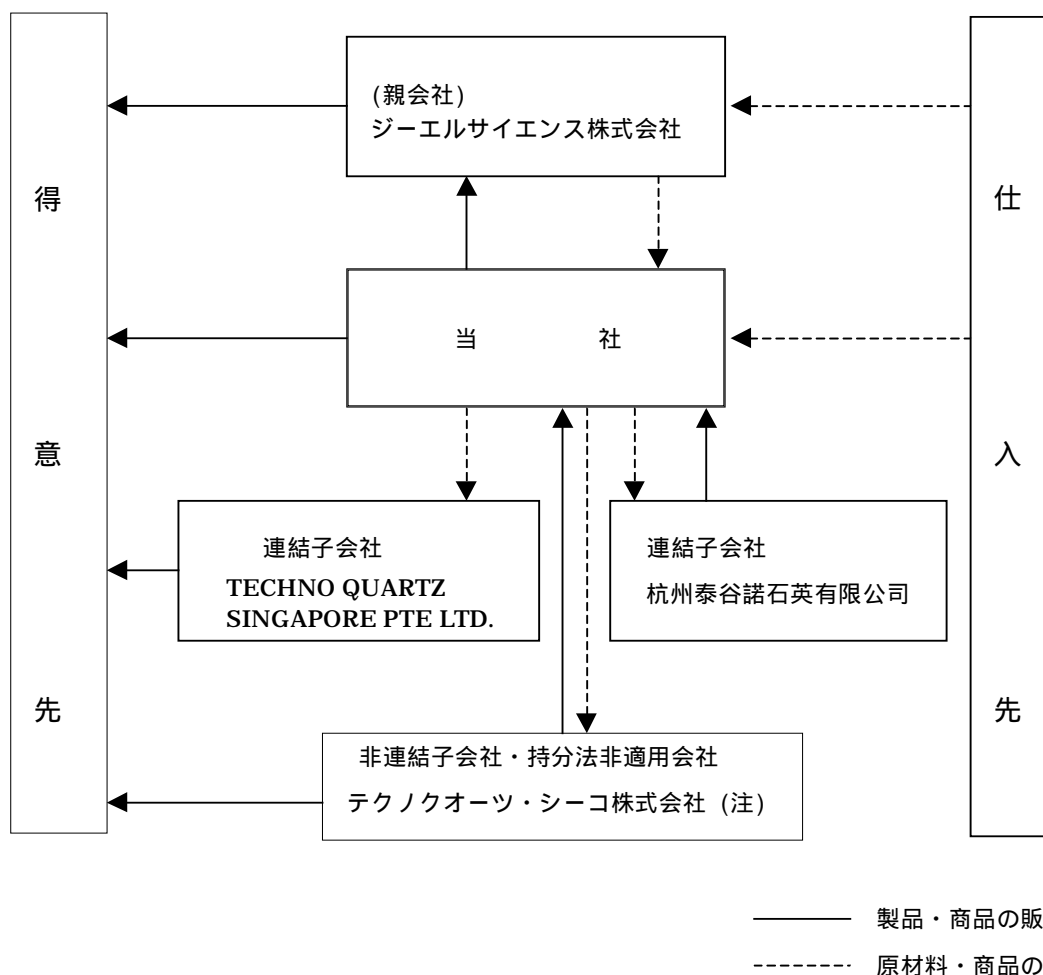 (親会社)
ジーエルサイエンス株式会社
得意先
仕入先
当社
連結子会社
TECHNO QUARTZ
SINGAPORE PTE LTD.
連結子会社
杭州泰谷諾石英有限公司
非連結子会社・持分法非適用会社
テクノクオーツ・シーコ株式会社 (注)
製品・商品の販
原材料・商品の